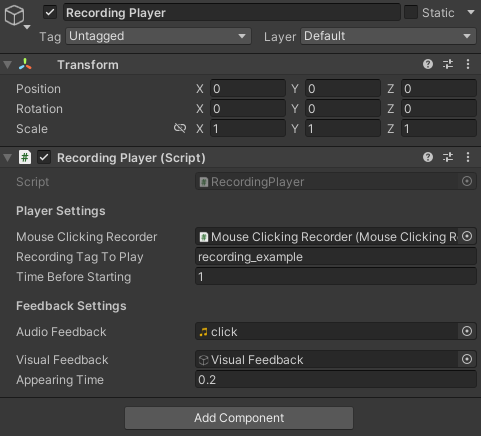 Recording Player Static
Tag Untagged Layer Default
Transform
Position X 0 Y 0 Z 0
Rotation X 0 Y 0 Z 0
Scale X 1 Y 1 Z 1
# Recording Player (Script)
Script # RecordingPlayer
Player Settings
Mouse Clicking Recorder # Mouse Clicking Recorder (Mouse Clicking R
Recording Tag To Play recording_example
Time Before Starting 1
Feedback Settings
Audio Feedback click
Visual Feedback Visual Feedback
Appearing Time 0.2
Add Component